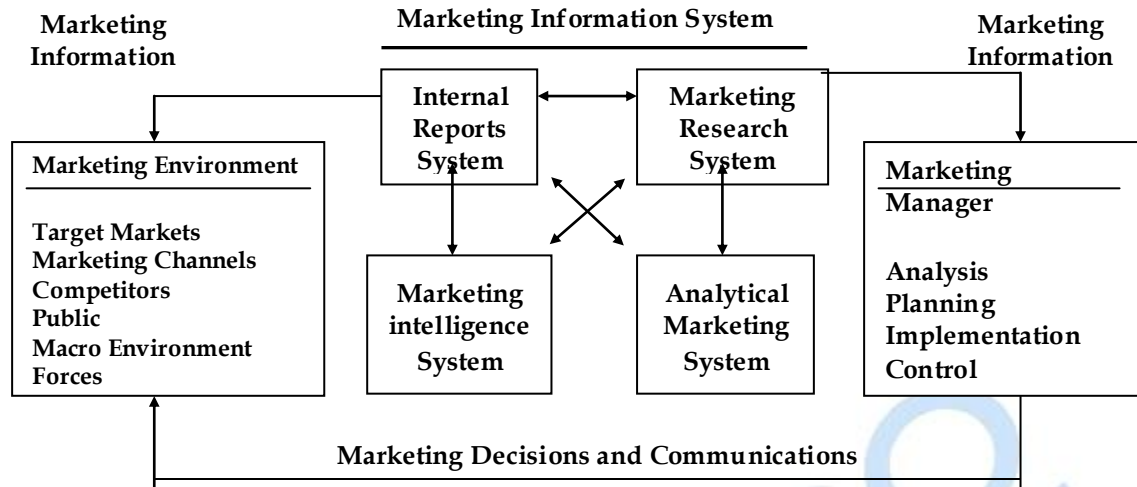 Marketing
Information
Marketing Information System
Marketing
Information
Internal
Reports
System
Marketing
Research
System
Marketing Environment
Target Markets
Marketing Channels
Competitors
Public
Macro Environment
Forces
Marketing
intelligence
System
Analytical
Marketing
System
Marketing
Manager
Analysis
Planning
Implementation
Control
Marketing Decisions and Communications